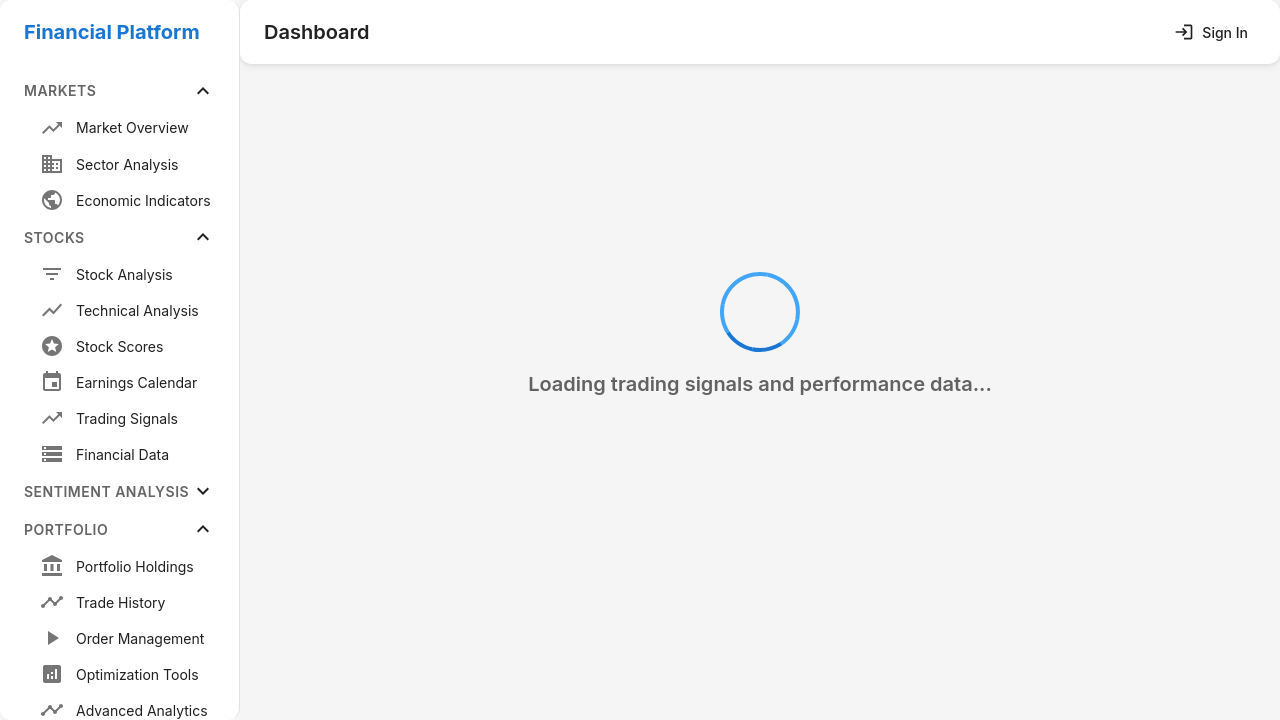 Financial Platform
Dashboard
Sign In
MARKETS
Market Overview
Sector Analysis
Economic Indicators
STOCKS
Stock Analysis
Technical Analysis
Stock Scores
Earnings Calendar
Trading Signals
Financial Data
SENTIMENT ANALYSIS
PORTFOLIO
Portfolio Holdings
Trade History
Order Management
Optimization Tools
Advanced Analytics
Loading trading signals and performance data...